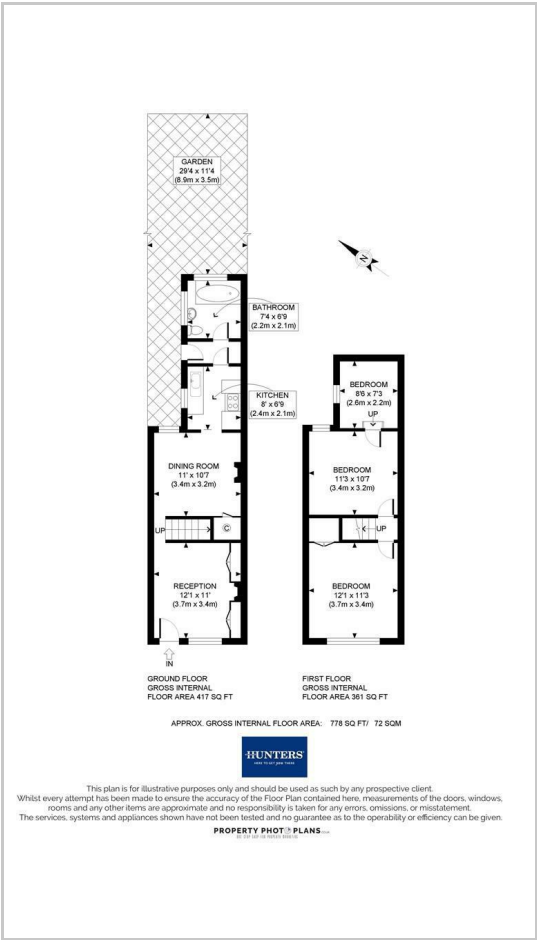 GARDEN
29'4 x 11'4
(8.9m x 3.5m)
N
BATHROOM
7'4 x 6'9
(2.2m x 2.1m)
KITCHEN
8' x 6'9
(2.4m x 2.1m)
DINING ROOM
11' x 10'7
(3.4m x 3.2m)
UP
C
RECEPTION
12'1 x 11'
(3.7m x 3.4m)
IN
BEDROOM
8'6 x 7'3
(2.6m x 2.2m)
UP
BEDROOM
11'3 x 10'7
(3.4m x 3.2m)
UP
BEDROOM
12'1 x 11'3
(3.7m x 3.4m)
GROUND FLOOR
GROSS INTERNAL
FLOOR AREA 417 SQ FT
FIRST FLOOR
GROSS INTERNAL
FLOOR AREA 361 SQ FT
APPROX. GROSS INTERNAL FLOOR AREA: 778 SQ FT/ 72 SQM
HUNTERS
HERE TO GET you THERE
This plan is for illustrative purposes only and should be used as such by any prospective client.
Whilst every attempt has been made to ensure the accuracy of the Floor Plan contained here, measurements of the doors, windows,
rooms and any other items are approximate and no responsibility is taken for any errors, omissions, or misstatement.
The services, systems and appliances shown have not been tested and no guarantee as to the operability or efficiency can be given.
PROPERTY PHOTO PLANS